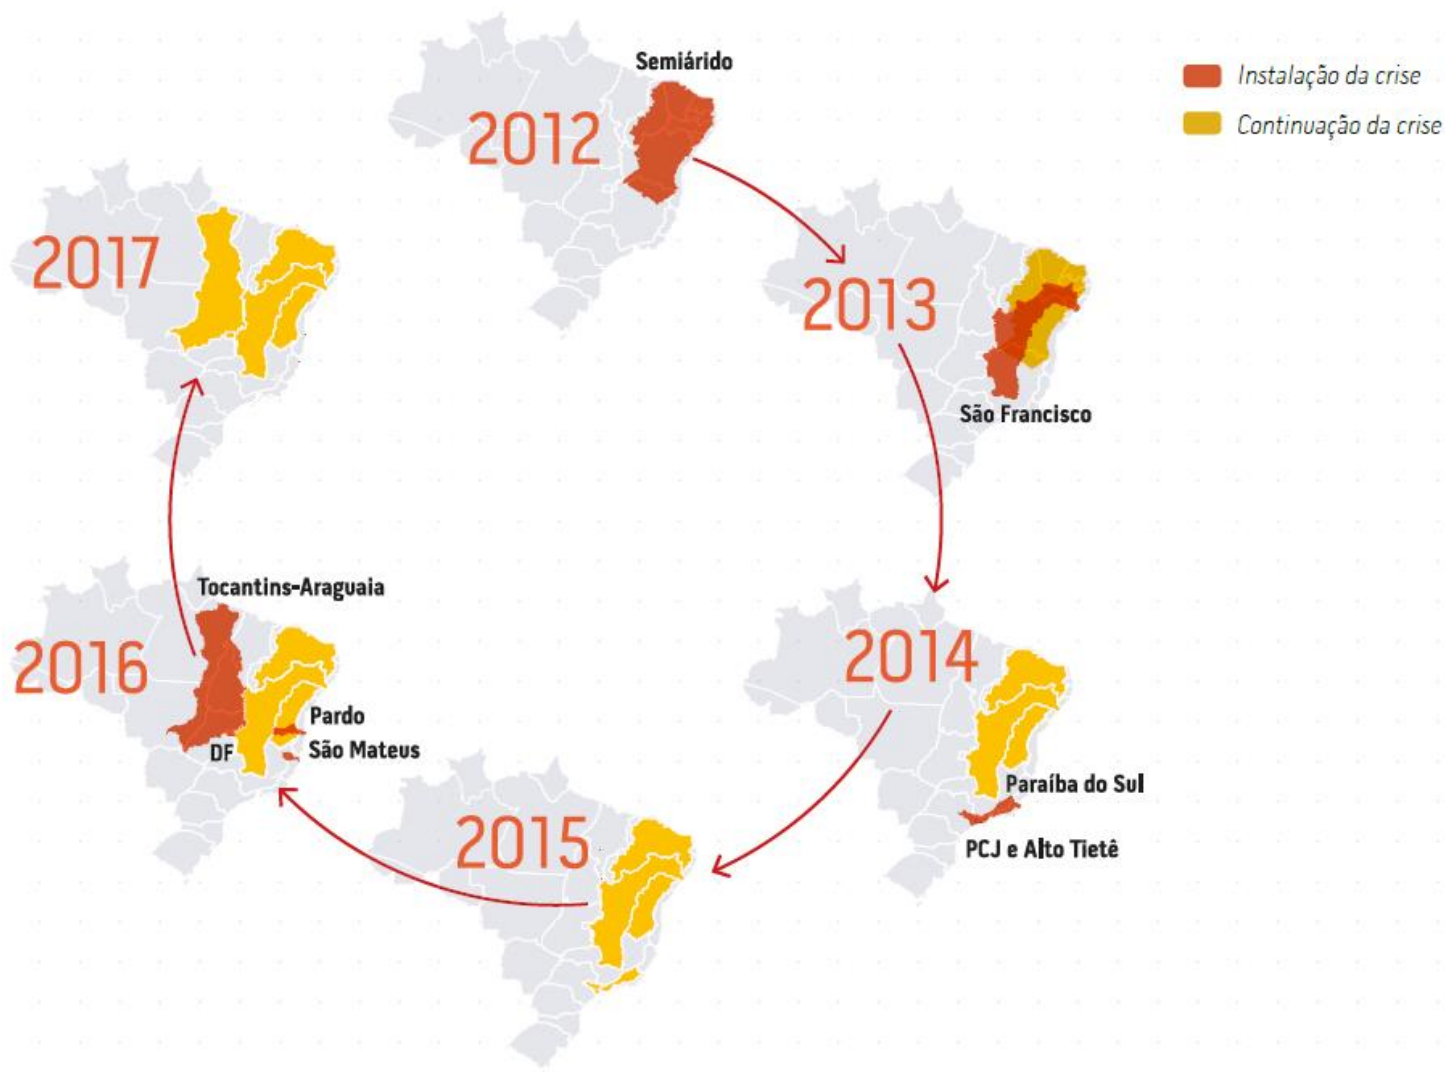 Semiárido
2012
Instalação da crise
Continuação da crise
2013
São Francisco
2014
Paraíba do Sul
PCJ e Alto Tietê
2015
Tocantins-Araguaia
2016
Pardo
DF
São Mateus
2017